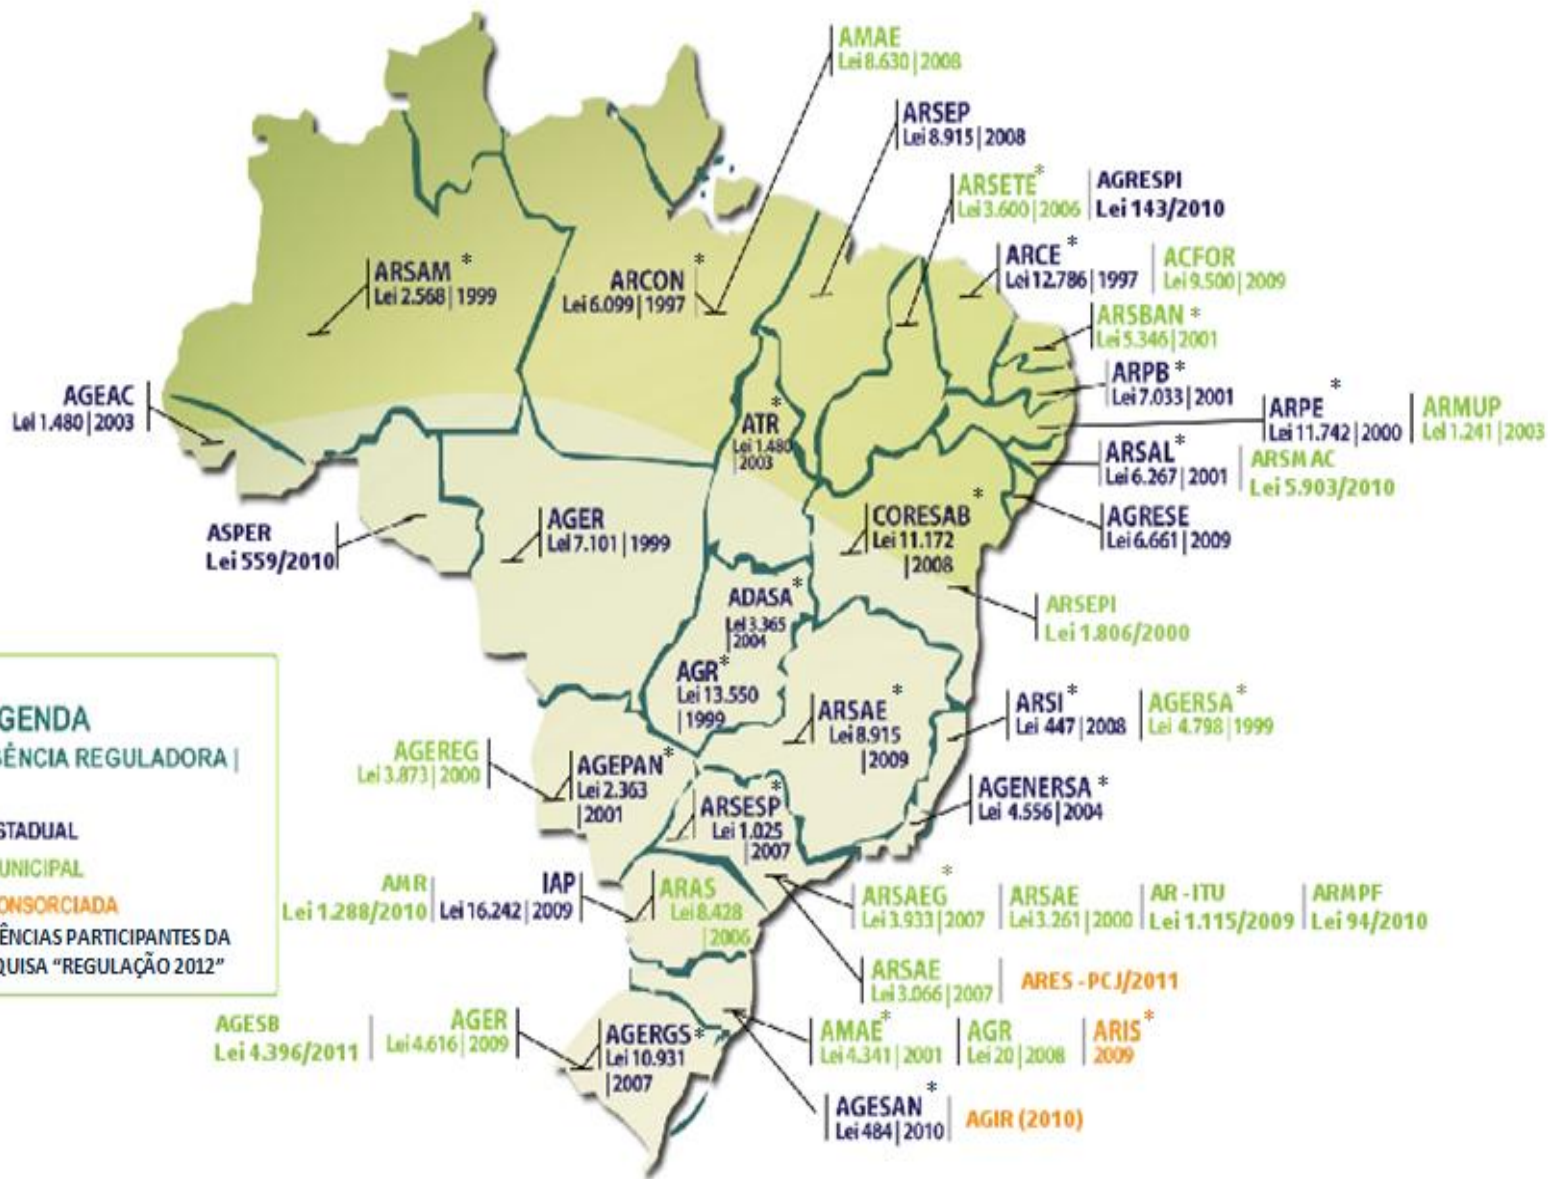 AMAE
Lei 8.630 | 2008
ARSEP
Lei 8.915 | 2008
ARSETE*
Lei 3.600 | 2006
AGRESPI
Lei 143/2010
ARSAM *
Lei 2.568 | 1999
ARCON *
Lei 6.099 | 1997
ARCE *
Lei 12.786 | 1997
ACFOR
Lei 9.500 | 2009
ARSBAN *
Lei 5.346 | 2001
ARPB *
Lei 7.033 | 2001
AGEAC
Lei 1.480 | 2003
ATR *
Lei 1.480
| 2003
ARPE *
Lei 11.742 | 2000
ARMUP
Lei 1.241 | 2003
ARSAL *
Lei 6.267 | 2001
ARSMAC
Lei 5.903/2010
ASPER
Lei 559/2010
AGER
Lei 7.101 | 1999
CORESAB *
Lei 11.172
| 2008
AGRESE
Lei 6.661 | 2009
ADASA *
Lei 3.365
| 2004
ARSEPI
Lei 1.806/2000
AGR *
Lei 13.550
| 1999
ARSAE *
Lei 8.915
| 2009
ARSI *
Lei 447 | 2008
AGERSA *
Lei 4.798 | 1999
AGEREG
Lei 3.873 | 2000
AGEPAN *
Lei 2.363
| 2001
ARSESP *
Lei 1.025
| 2007
AGENERSA *
Lei 4.556 | 2004
GENDA
ÊNCIA REGULADORA |
STADUAL
UNICIPAL
ONSORCIADA
ÊNCIAS PARTICIPANTES DA
QUISA “REGULAÇÃO 2012”
AMR
Lei 1.288/2010
IAP
Lei 16.242 | 2009
ARAS
Lei 8.428
| 2006
ARSAEG *
Lei 3.933 | 2007
ARSAE
Lei 3.261 | 2000
AR -ITU
Lei 1.115/2009
ARMPF
Lei 94/2010
ARSAE
Lei 3.066 | 2007
ARES - PCJ/2011
AGESB
Lei 4.396/2011
AGER
Lei 4.616 | 2009
AGERGS *
Lei 10.931
| 2007
AMAE *
Lei 4.341 | 2001
AGR
Lei 20 | 2008
ARIS *
2009
AGESAN *
Lei 484 | 2010
AGIR (2010)